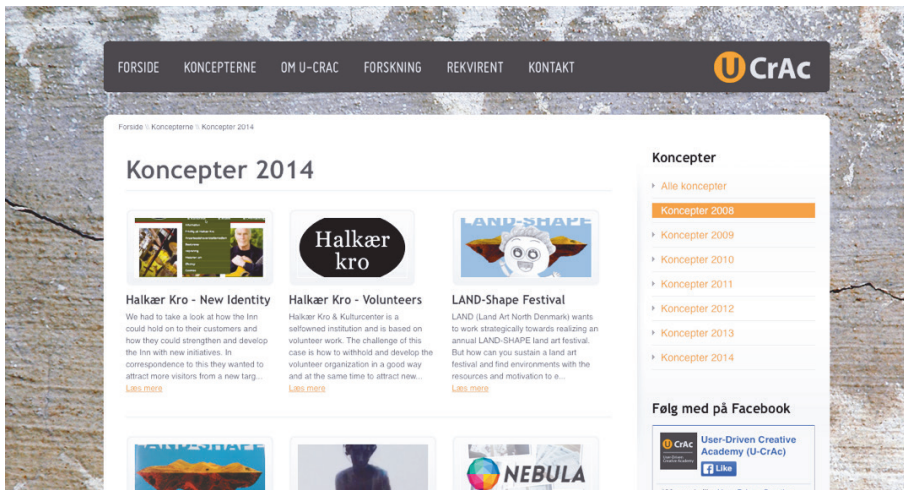 FORSIDE KONCEPTERNE OM U-CRAC FORSKNING REKVIRENT KONTAKT
U CrAc
Forside \\ Koncepterne \\ Koncepter 2014
Koncepter 2014
Halkær Kro - New Identity
We had to take a look at how the Inn
could hold on to their customers and
how they could strengthen and develop
the Inn with new initiatives. In
correspondence to this they wanted to
attract more visitors from a new targ...
Læs mere
Halkær
kro
Halkær Kro - Volunteers
Halkær Kro & Kulturcenter is a
selfowned institution and is based on
volunteer work. The challenge of this
case is how to withhold and develop the
volunteer organization in a good way
and at the same time to attract new...
Læs mere
LAND-SHAPE
LAND-Shape Festival
LAND (Land Art North Denmark) wants
to work strategically towards realizing an
annual LAND-SHAPE land art festival.
But how can you sustain a land art
festival and find environments with the
resources and motivation to e...
Læs mere
LAND-SHAPE
NEBULA
Koncepter
Alle koncepter
Koncepter 2008
Koncepter 2009
Koncepter 2010
Koncepter 2011
Koncepter 2012
Koncepter 2013
Koncepter 2014
Følg med på Facebook
U CrAc
User-Driven
Creative Academy
User-Driven Creative
Academy (U-CrAc)
Like